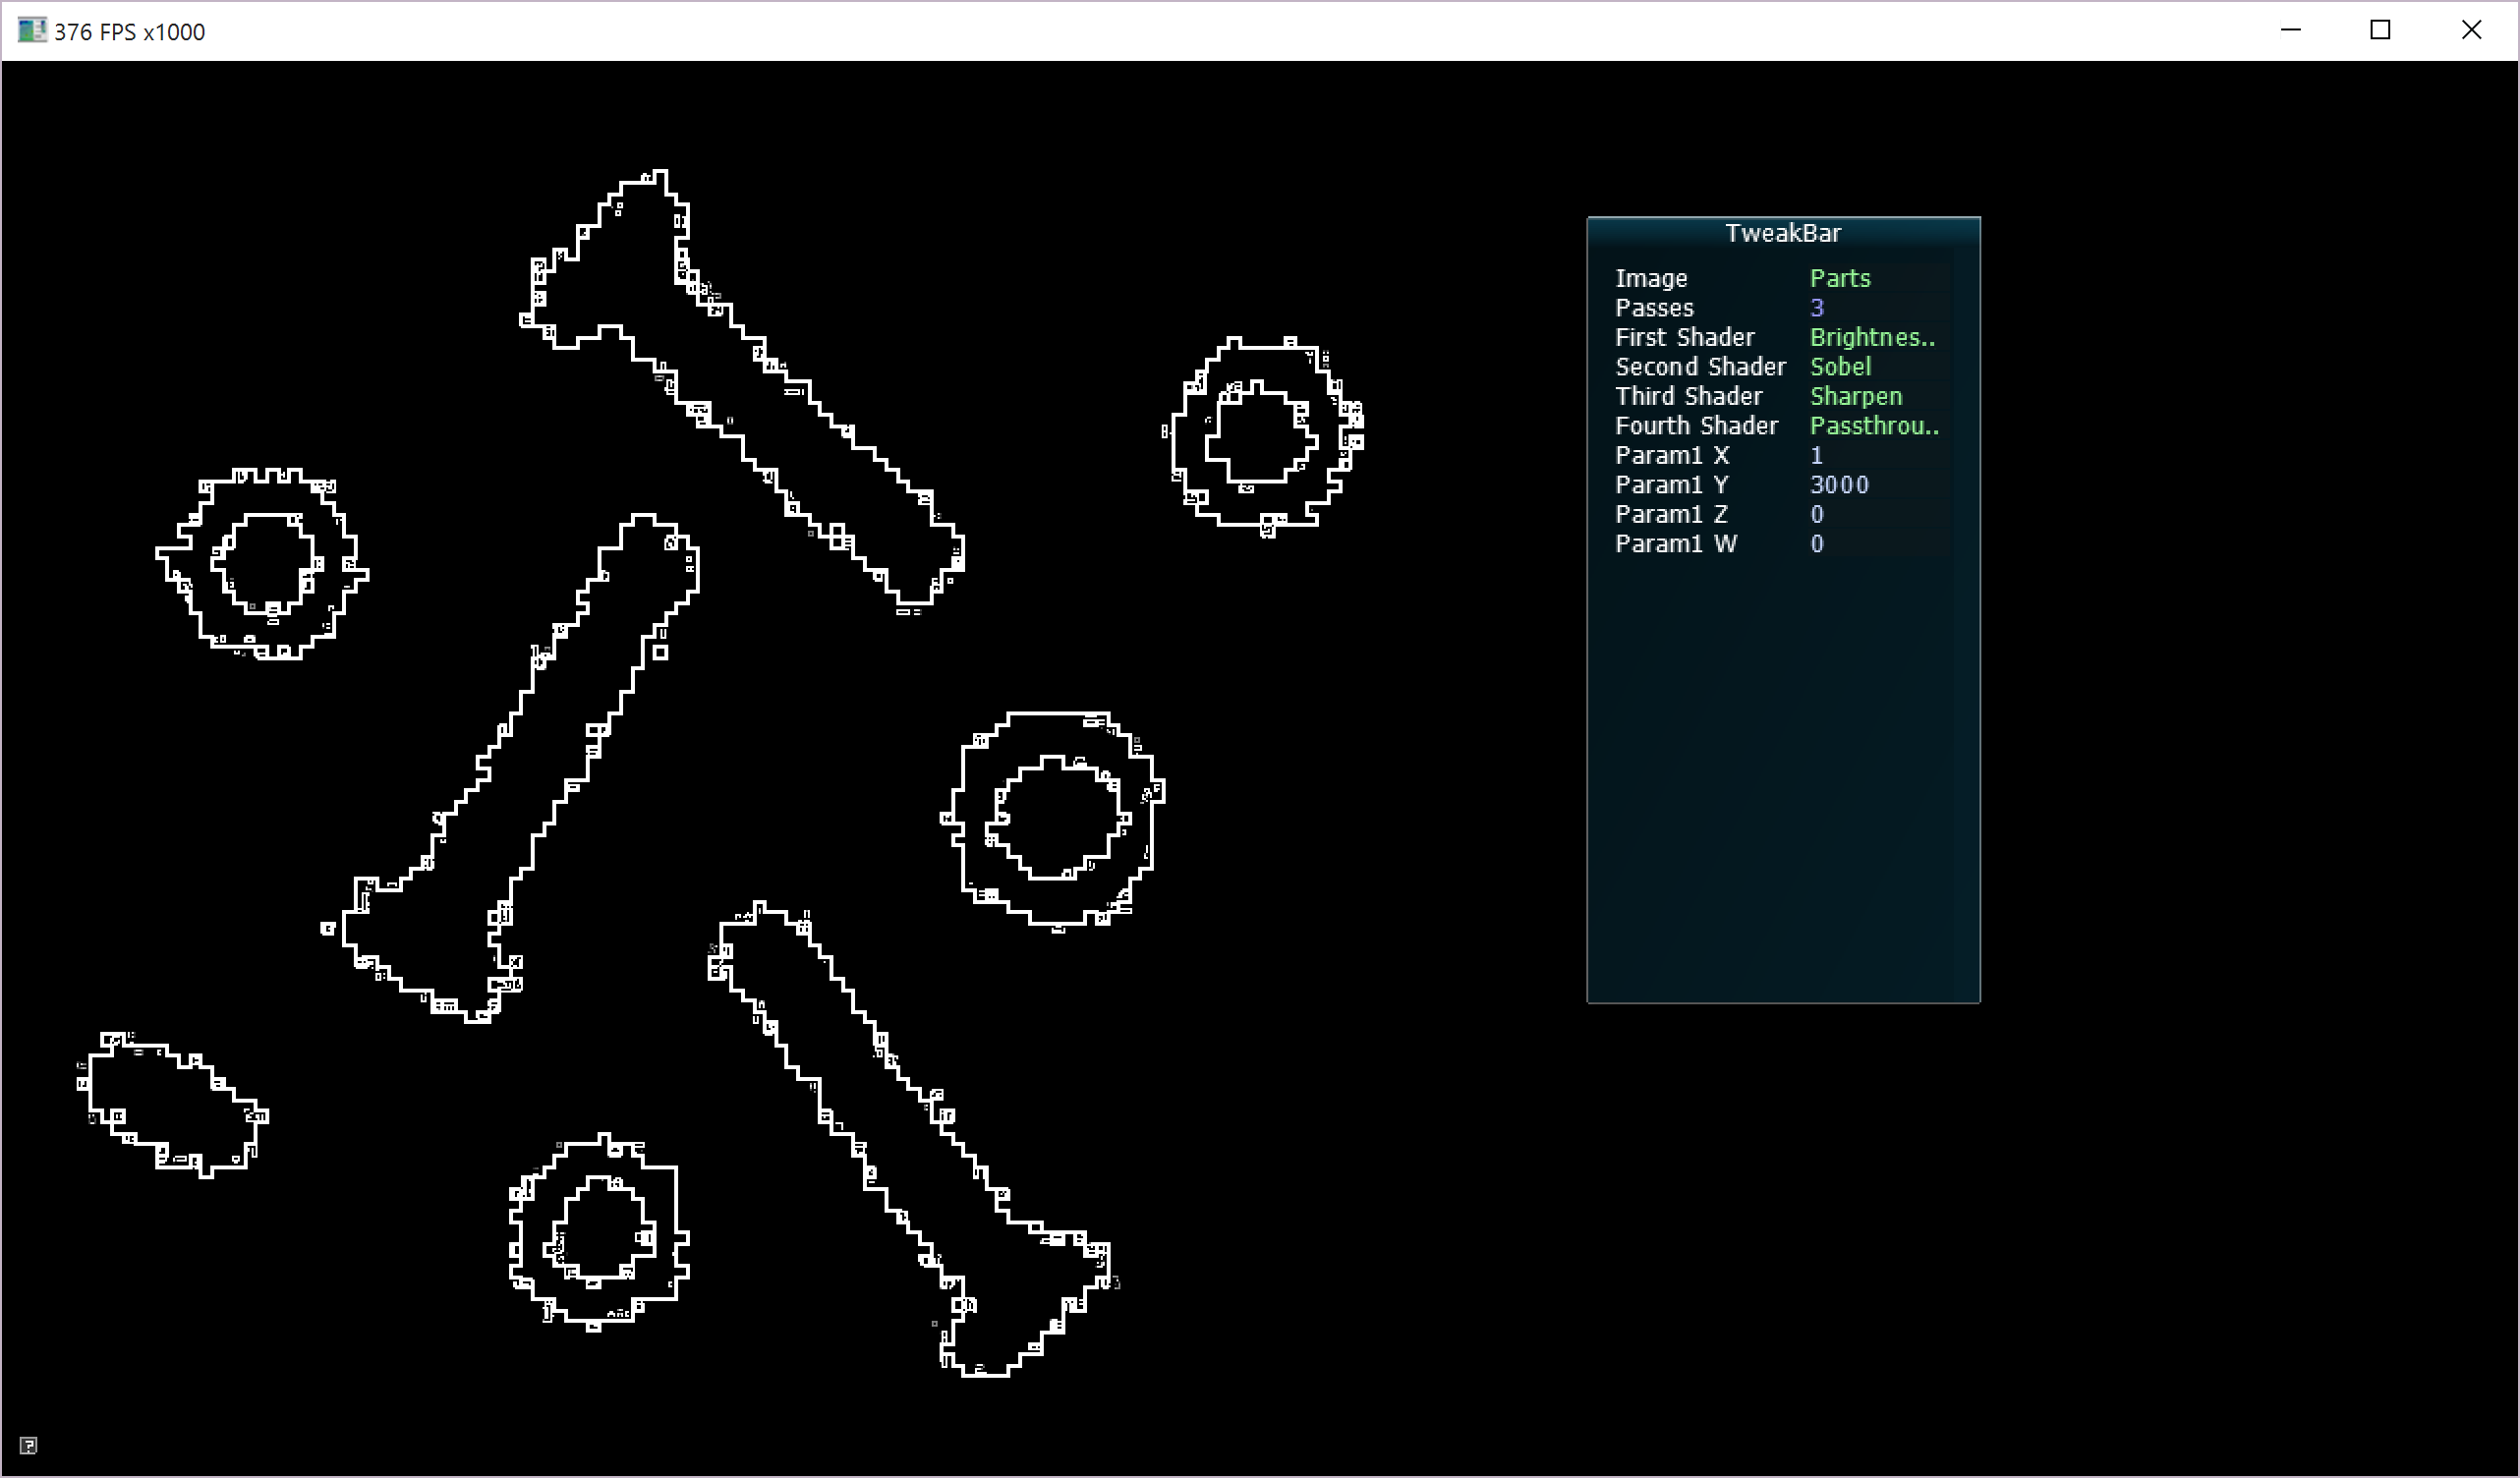 376 FPS x1000
TweakBar
Image Parts
Passes 3
First Shader Brightnes..
Second Shader Sobel
Third Shader Sharpen
Fourth Shader Passthrou..
Param1 X 1
Param1 Y 3000
Param1 Z 0
Param1 W 0
?